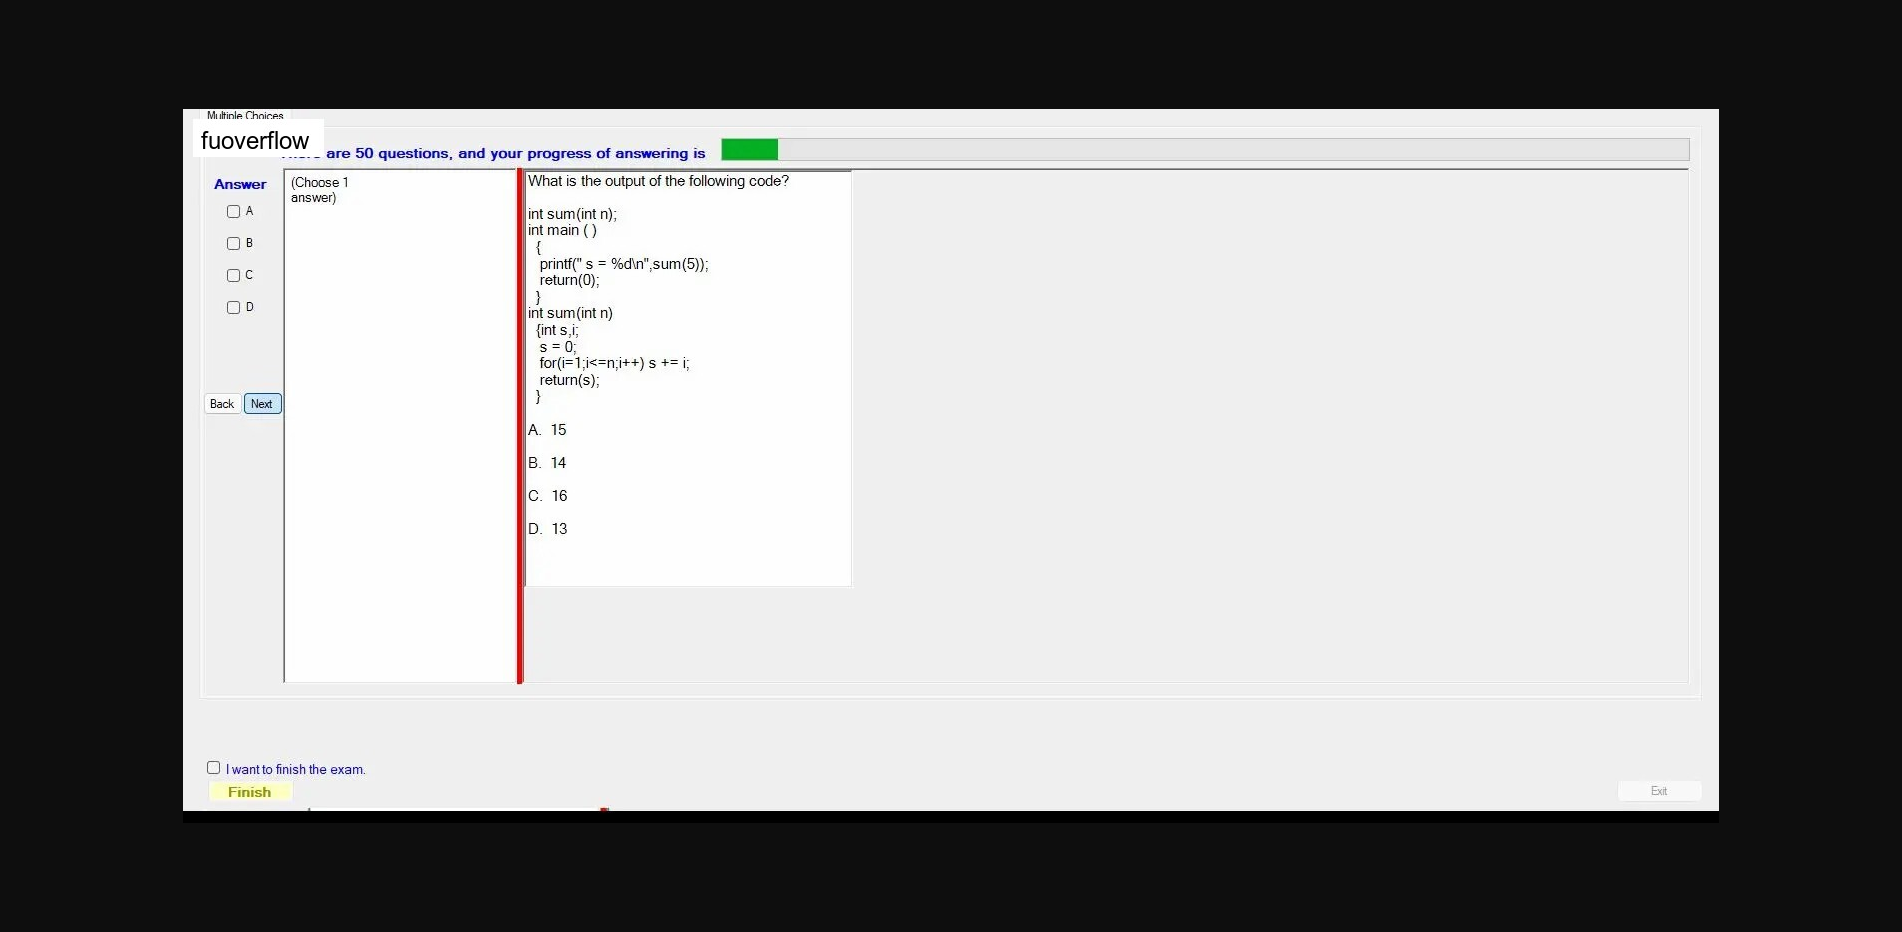 Multiple Choices
fuoverflow
are 50 questions, and your progress of answering is
Answer
(Choose 1
answer)
A
B
C
D
Back
Next
What is the output of the following code?
int sum(int n);
int main ( )
{
printf(" s = %d\n",sum(5));
return(0);
}
int sum(int n)
{int s,i;
s = 0;
for(i=1;i<=n;i++) s += i;
return(s);
}
A. 15
B. 14
C. 16
D. 13
I want to finish the exam.
Finish
Exit